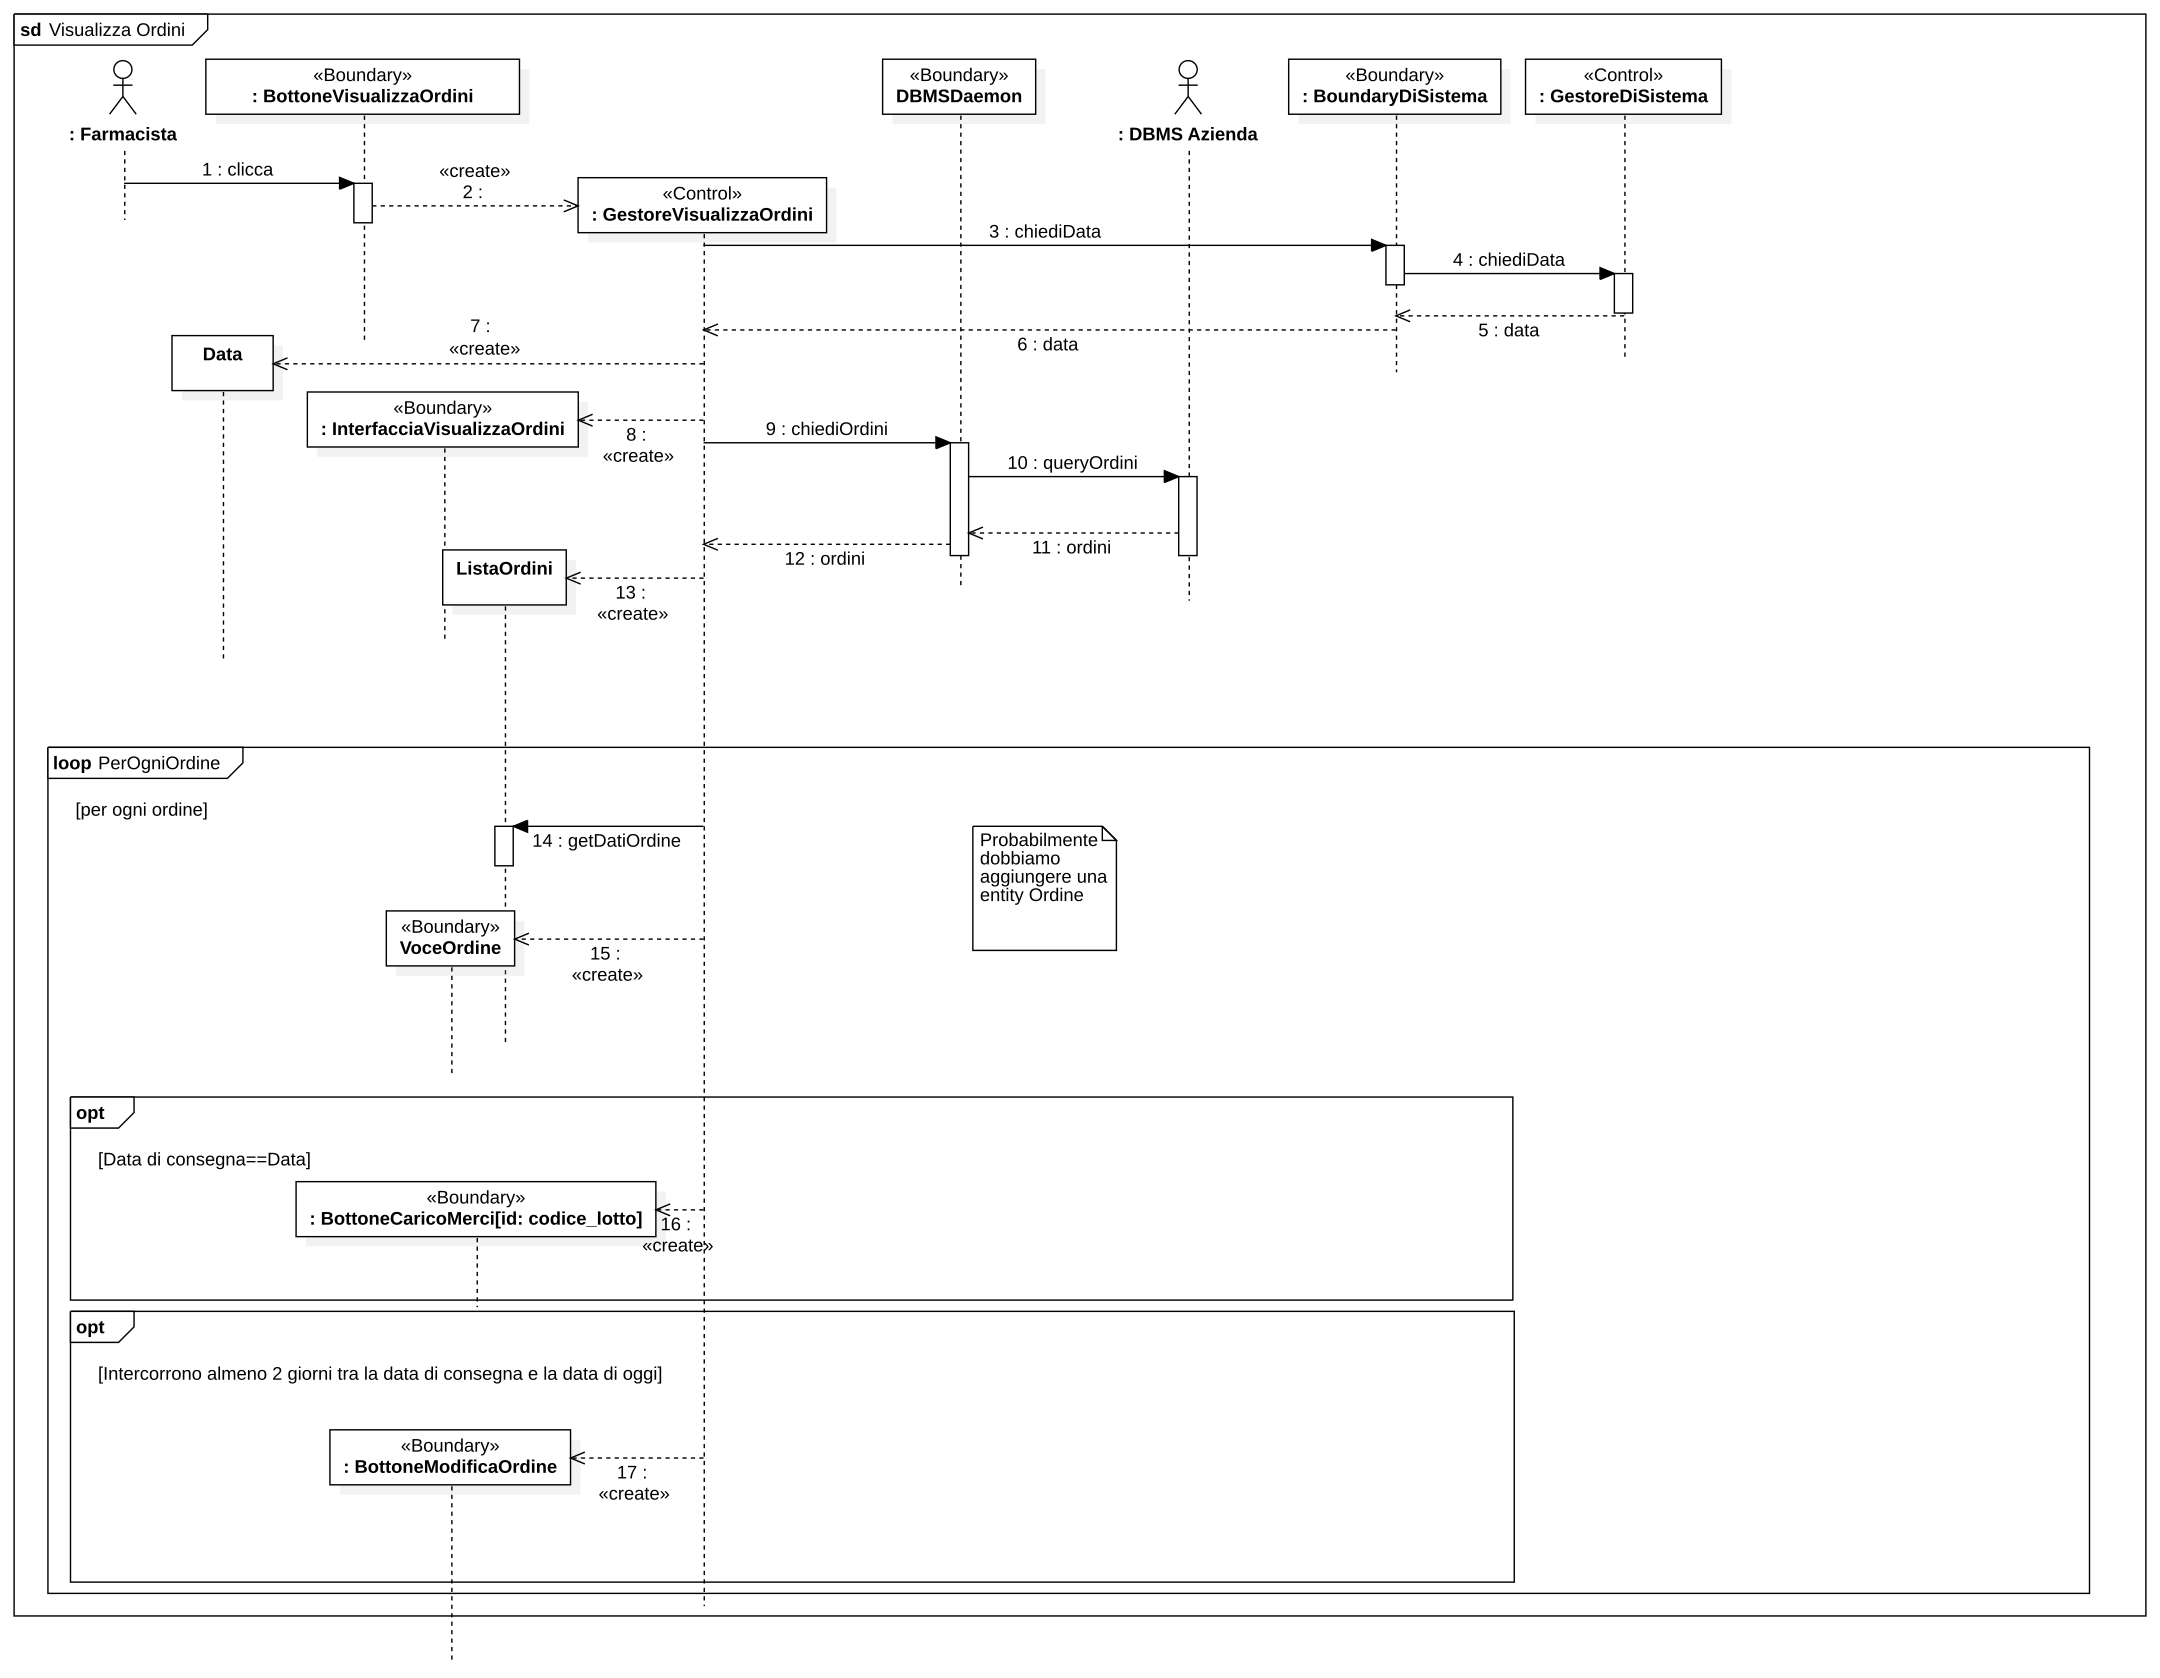 sd Visualizza Ordini
«Boundary»
: BottoneVisualizzaOrdini
«Boundary»
DBMSDaemon
«Boundary»
: BoundaryDiSistema
«Control»
: GestoreDiSistema
: Farmacista
: DBMS Azienda
1 : clicca
«create»
2 :
«Control»
: GestoreVisualizzaOrdini
3 : chiediData
4 : chiediData
5 : data
6 : data
7 :
«create»
Data
«Boundary»
: InterfacciaVisualizzaOrdini
8 :
«create»
9 : chiediOrdini
10 : queryOrdini
11 : ordini
12 : ordini
ListaOrdini
13 :
«create»
loop PerOgniOrdine
[per ogni ordine]
14 : getDatiOrdine
Probabilmente
dobbiamo
aggiungere una
entity Ordine
«Boundary»
VoceOrdine
15 :
«create»
opt
[Data di consegna==Data]
«Boundary»
: BottoneCaricoMerci[id: codice_lotto]
16 :
«create»
opt
[Intercorrono almeno 2 giorni tra la data di consegna e la data di oggi]
«Boundary»
: BottoneModificaOrdine
17 :
«create»